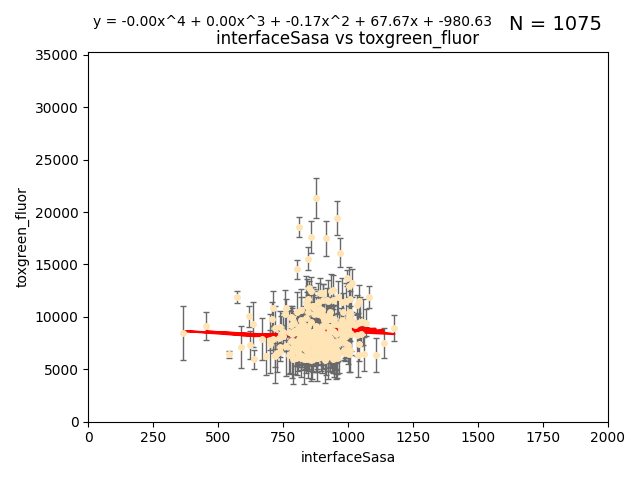 y = -0.00x^4 + 0.00x^3 + -0.17x^2 + 67.67x + -980.63
N = 1075
interfaceSasa vs toxgreen_fluor
35000
30000
25000
20000
15000
10000
5000
0
toxgreen_fluor
0 250 500 750 1000 1250 1500 1750 2000
interfaceSasa